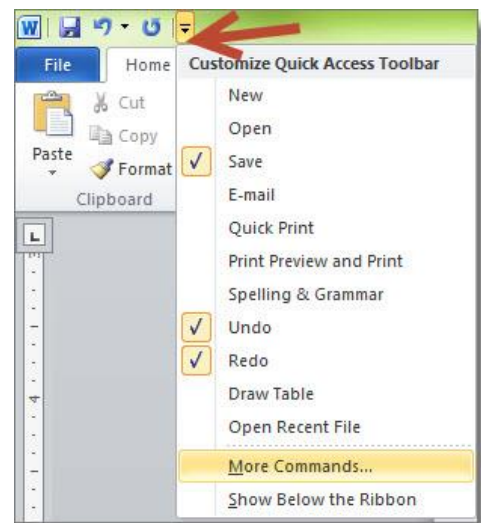 W
File Home
Customize Quick Access Toolbar
Cut
Copy
Paste
Format
Clipboard
New
Open
Save
E-mail
Quick Print
Print Preview and Print
Spelling & Grammar
Undo
Redo
Draw Table
Open Recent File
More Commands...
Show Below the Ribbon
L